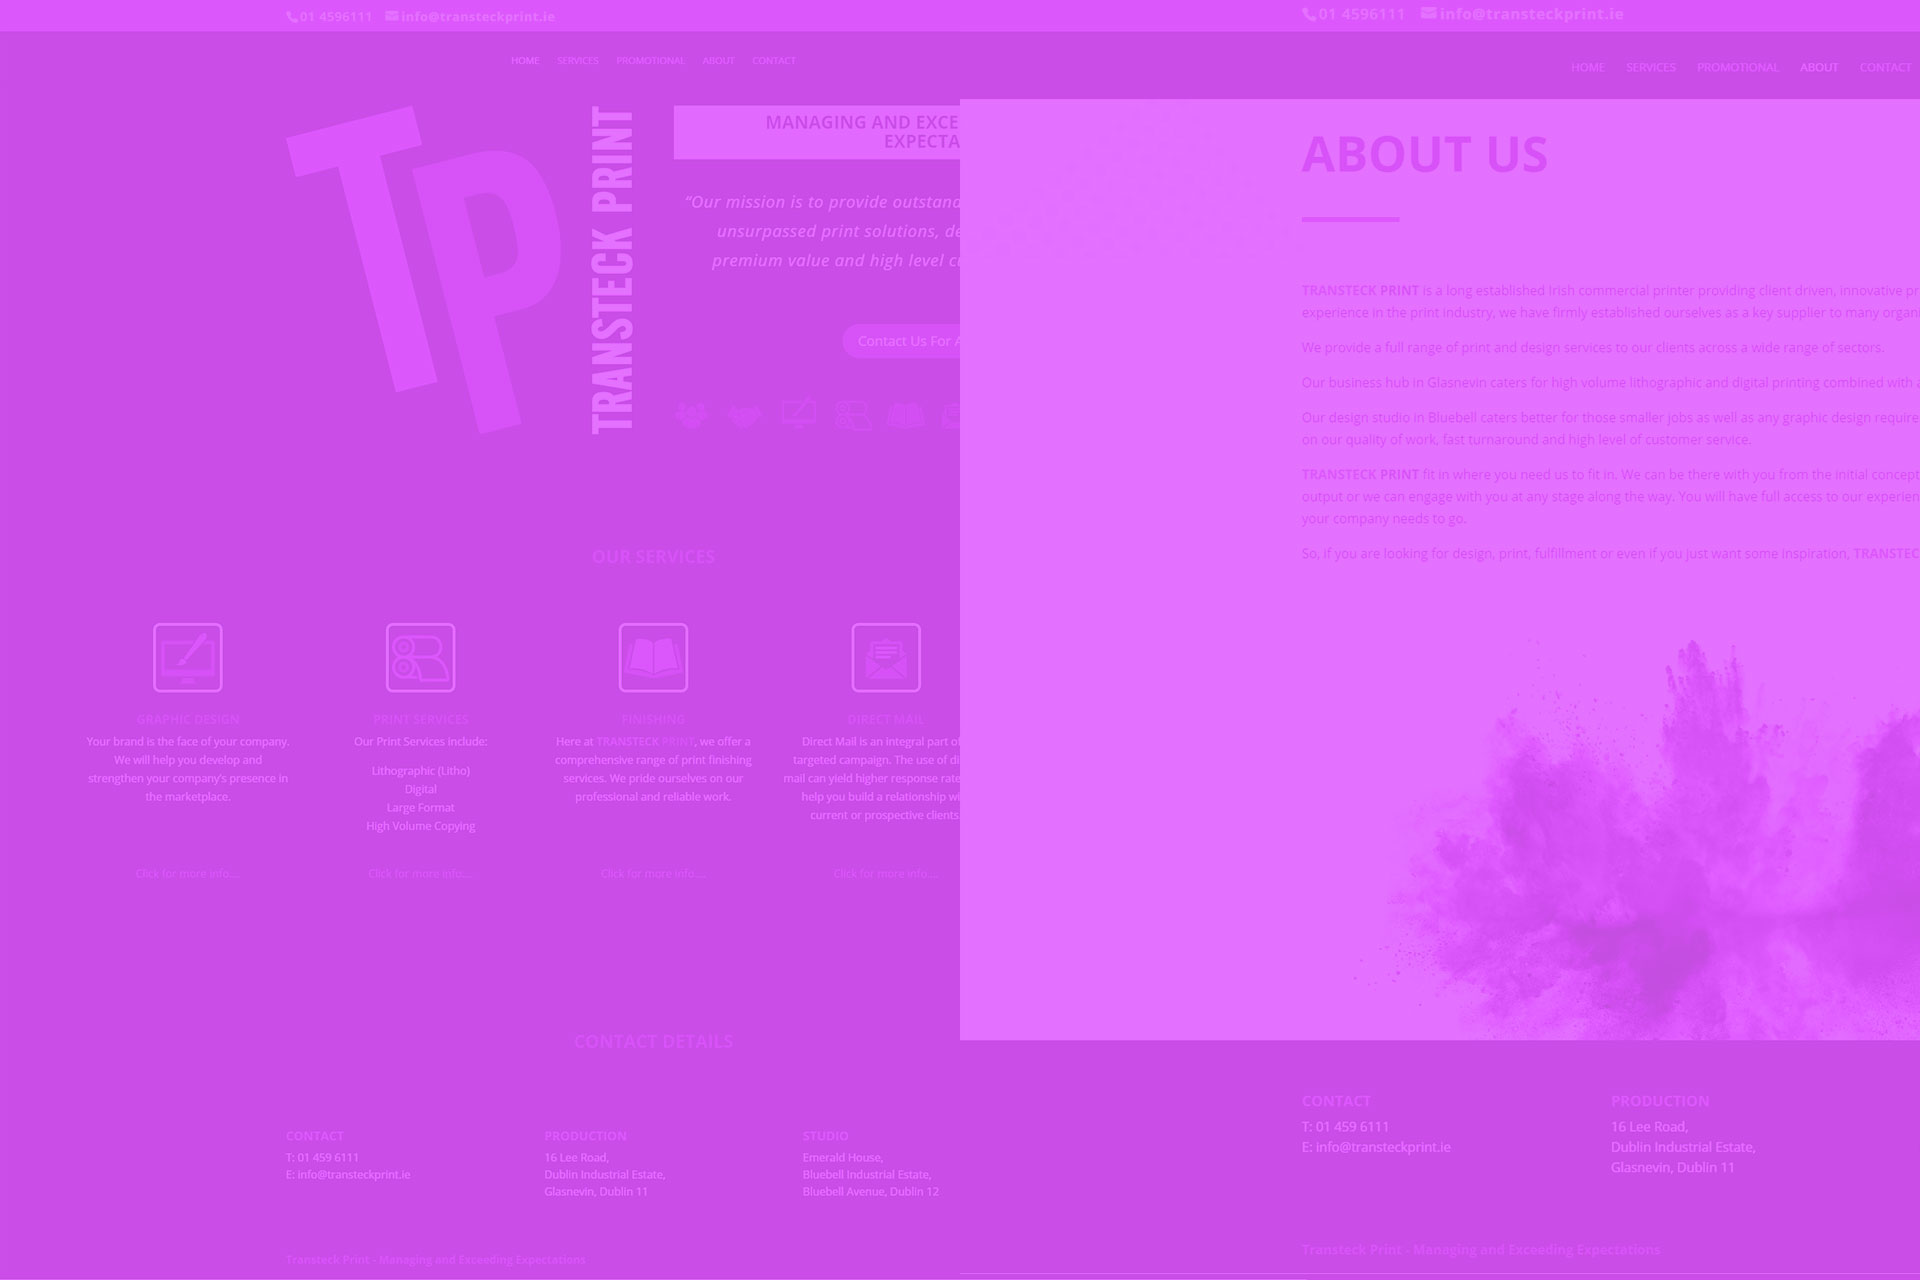 01 4596111 info@transteckprint.ie
HOME SERVICES PROMOTIONAL ABOUT CONTACT
TP
TRANSTECK PRINT
MANAGING AND EXCE
EXPECTA
"Our mission is to provide outstand
unsurpassed print solutions, de
premium value and high level cu
Contact Us For A
OUR SERVICES
GRAPHIC DESIGN
Your brand is the face of your company.
We will help you develop and
strengthen your company's presence in
the marketplace.
Click for more info....
PRINT SERVICES
Our Print Services include:
Lithographic (Litho)
Digital
Large Format
High Volume Copying
Click for more info....
FINISHING
Here at TRANSTECK PRINT, we offer a
comprehensive range of print finishing
services. We pride ourselves on our
professional and reliable work.
Click for more info....
DIRECT MAIL
Direct Mail is an integral part of
targeted campaign. The use of di
mail can yield higher response rate
help you build a relationship wi
current or prospective clients.
Click for more info....
CONTACT DETAILS
CONTACT
T: 01 459 6111
E: info@transteckprint.ie
PRODUCTION
16 Lee Road,
Dublin Industrial Estate,
Glasnevin, Dublin 11
STUDIO
Emerald House,
Bluebell Industrial Estate,
Bluebell Avenue, Dublin 12
Transteck Print - Managing and Exceeding Expectations
01 4596111 info@transteckprint.ie
HOME SERVICES PROMOTIONAL ABOUT CONTACT
ABOUT US
TRANSTECK PRINT is a long established Irish commercial printer providing client driven, innovative pr
experience in the print industry, we have firmly established ourselves as a key supplier to many organi
We provide a full range of print and design services to our clients across a wide range of sectors.
Our business hub in Glasnevin caters for high volume lithographic and digital printing combined with a
Our design studio in Bluebell caters better for those smaller jobs as well as any graphic design require
on our quality of work, fast turnaround and high level of customer service.
TRANSTECK PRINT fit in where you need us to fit in. We can be there with you from the initial concept
output or we can engage with you at any stage along the way. You will have full access to our experien
your company needs to go.
So, if you are looking for design, print, fulfillment or even if you just want some inspiration, TRANSTEC
CONTACT
T: 01 459 6111
E: info@transteckprint.ie
PRODUCTION
16 Lee Road,
Dublin Industrial Estate,
Glasnevin, Dublin 11
Transteck Print - Managing and Exceeding Expectations